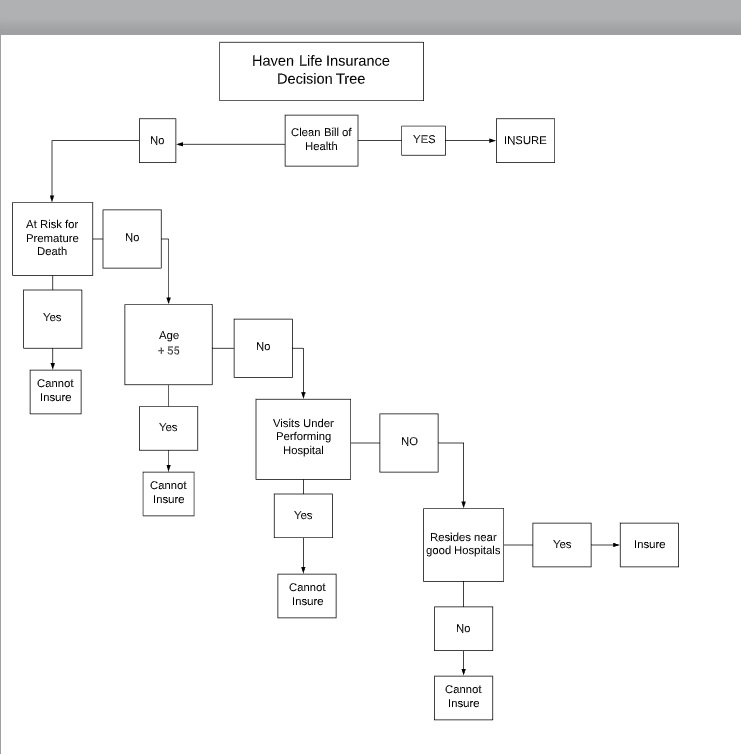 Haven Life Insurance
Decision Tree
No
Clean Bill of
Health
YES
INSURE
At Risk for
Premature
Death
No
Yes
Cannot
Insure
Age
+ 55
No
Yes
Cannot
Insure
Visits Under
Performing
Hospital
NO
Yes
Cannot
Insure
Resides near
good Hospitals
Yes
Insure
No
Cannot
Insure